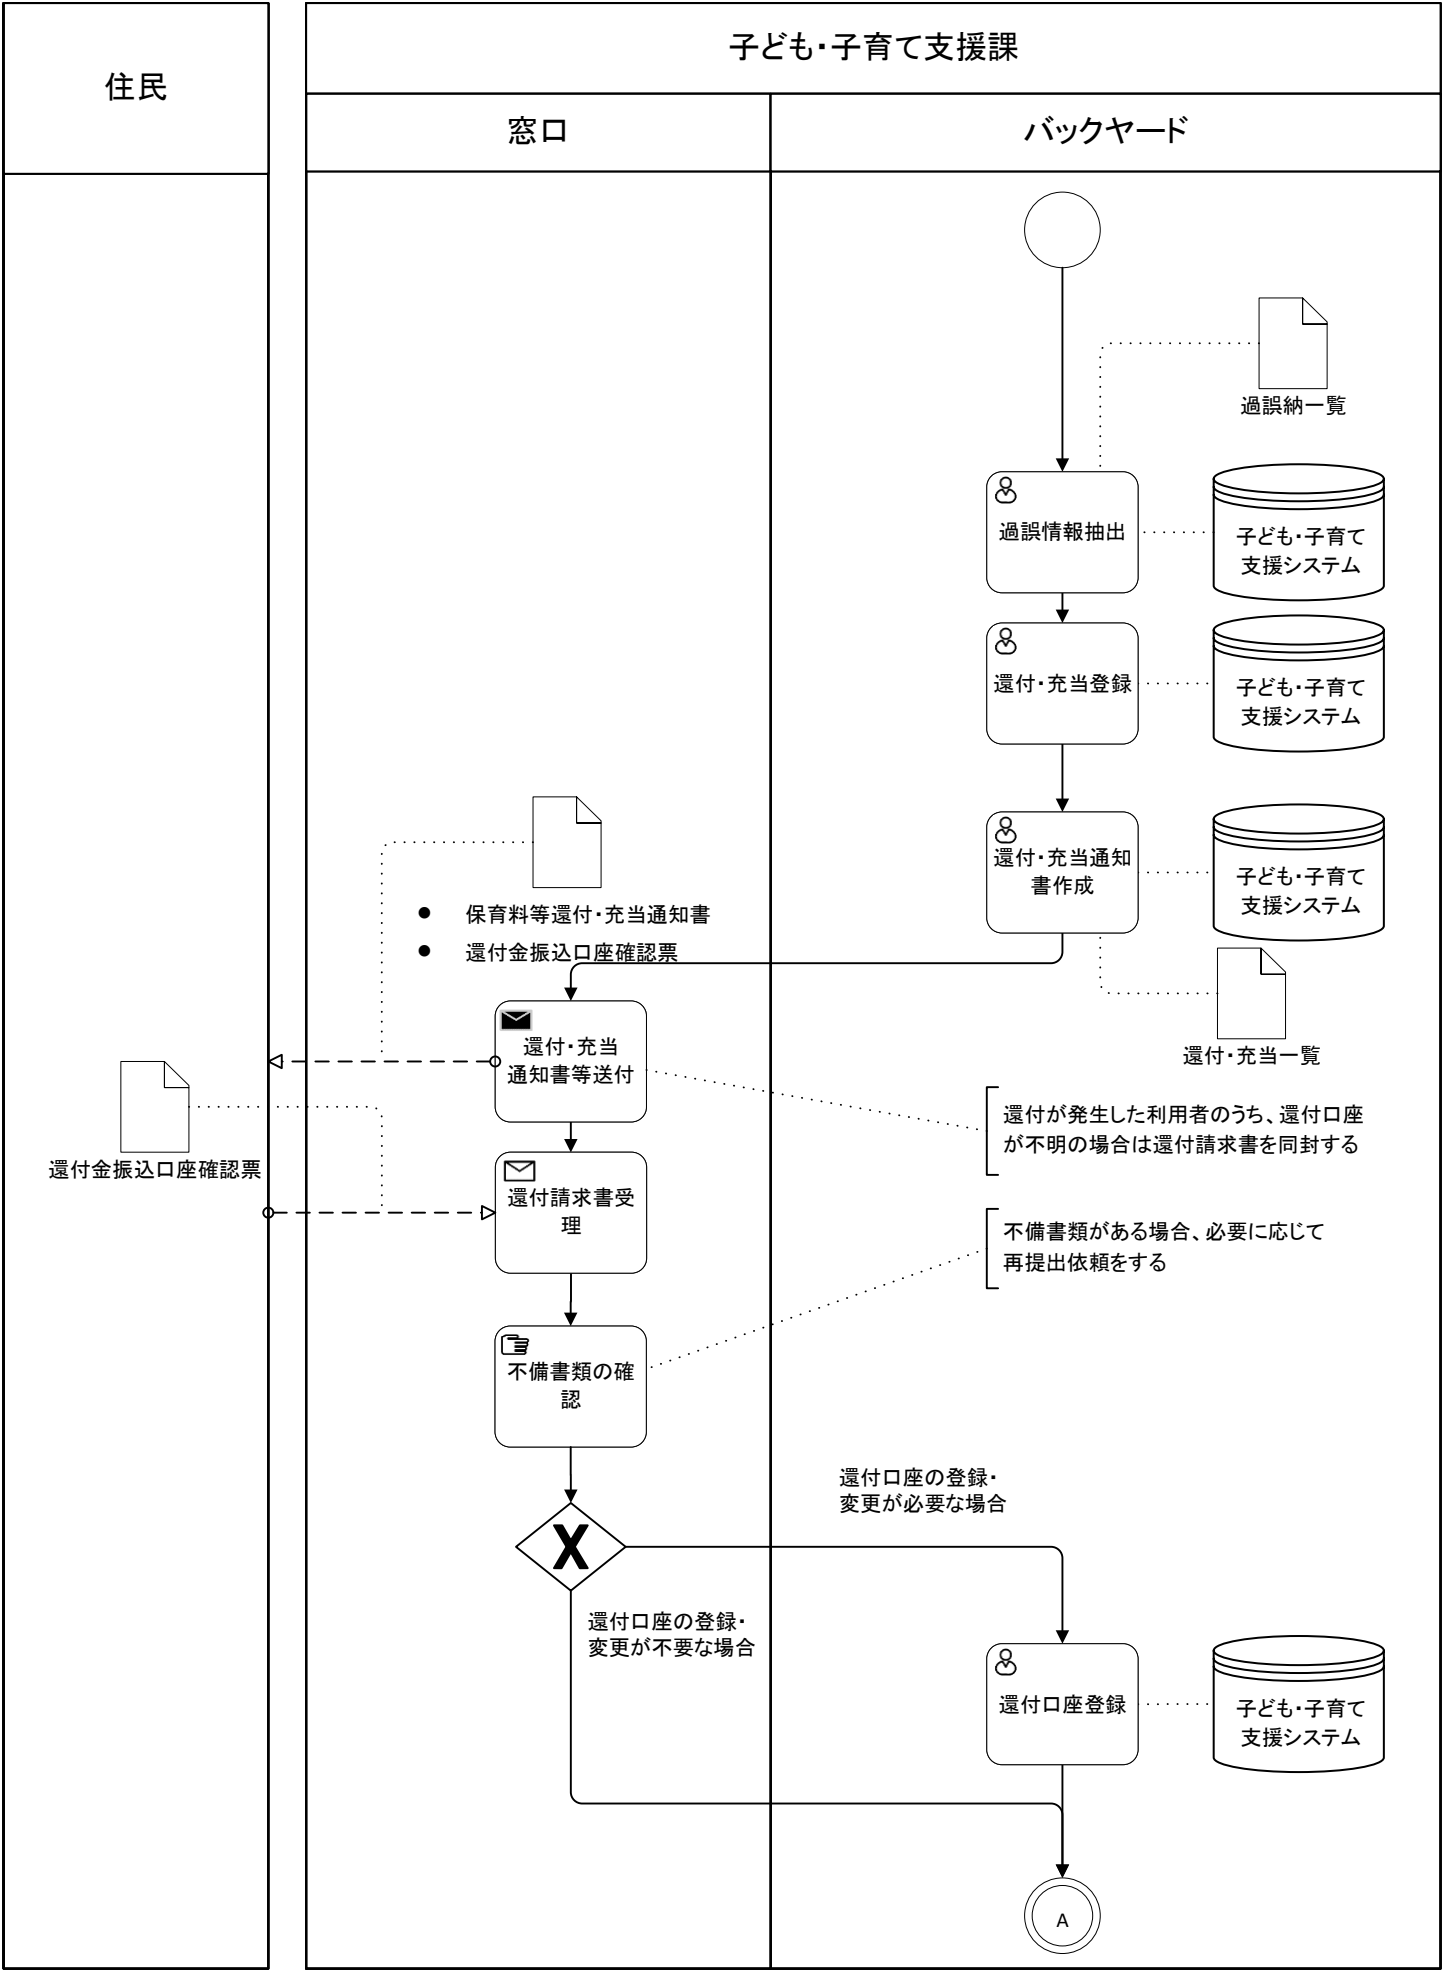 住民
子ども・子育て支援課
窓口
バックヤード
過誤納一覧
過誤情報抽出
子ども・子育て
支援システム
還付・充当登録
子ども・子育て
支援システム
還付・充当通知
書作成
子ども・子育て
支援システム
● 保育料等還付・充当通知書
● 還付金振込口座確認票
還付・充当
通知書等送付
還付・充当一覧
還付が発生した利用者のうち、還付口座
が不明の場合は還付請求書を同封する
還付金振込口座確認票
還付請求書受
理
不備書類がある場合、必要に応じて
再提出依頼をする
不備書類の確
認
還付口座の登録・
変更が必要な場合
X
還付口座の登録・
変更が不要な場合
還付口座登録
子ども・子育て
支援システム
A